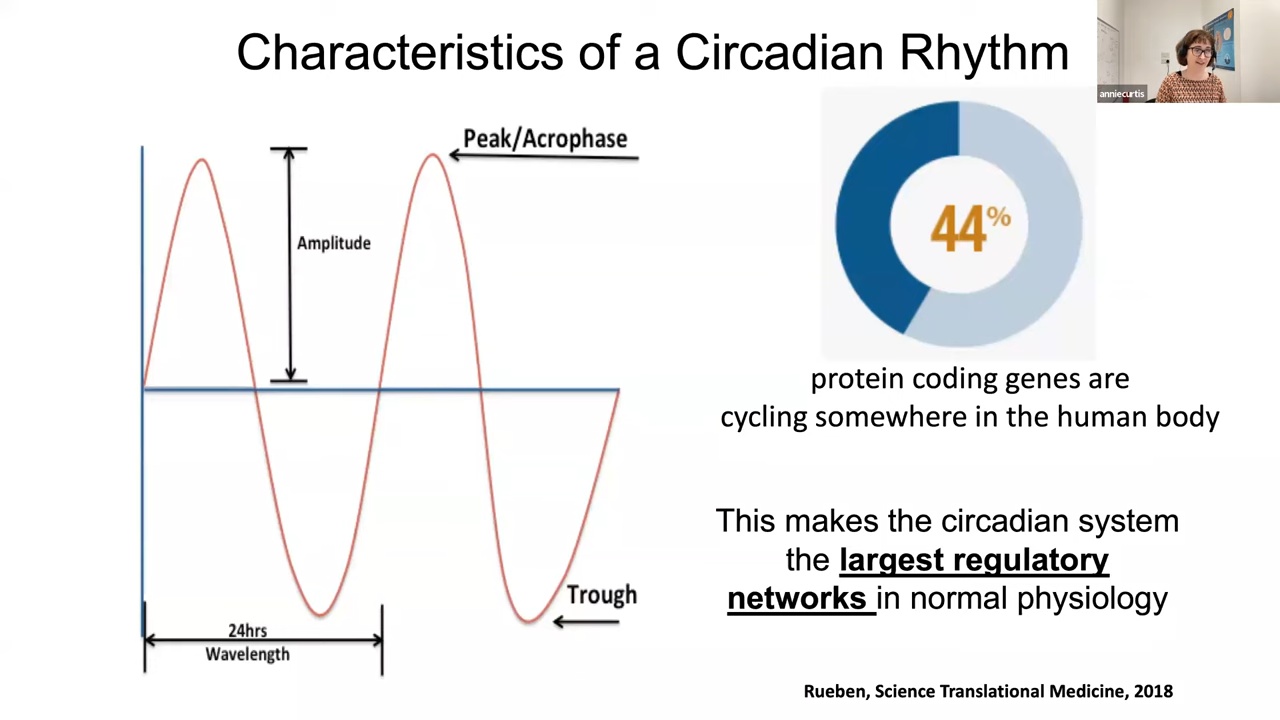 Characteristics of a Circadian Rhythm
anniecurtis
Peak/Acrophase
Amplitude
Trough
24hrs
Wavelength
44%
protein coding genes are
cycling somewhere in the human body
This makes the circadian system
the largest regulatory
networks in normal physiology
Rueben, Science Translational Medicine, 2018